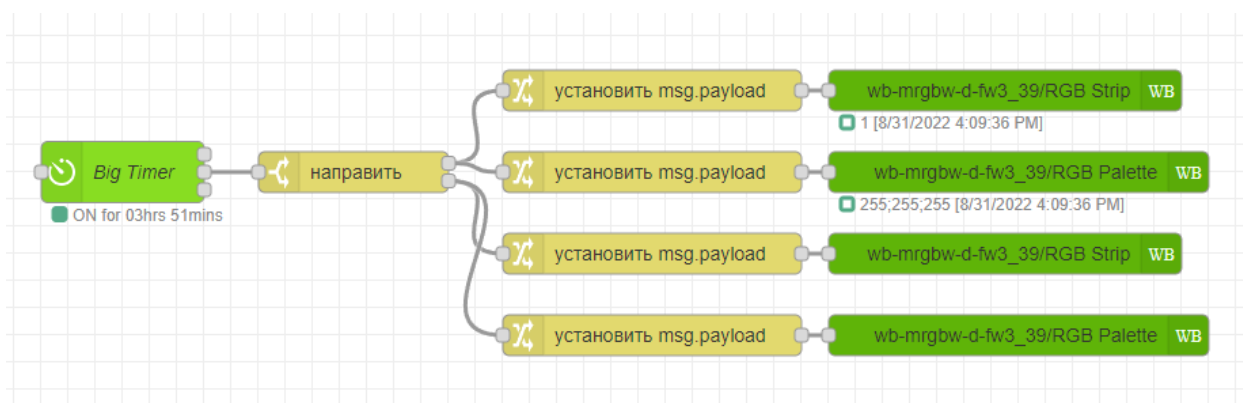 установить msg.payload
wb-mrgbw-d-fw3_39/RGB Strip WB
1 [8/31/2022 4:09:36 PM]
Big Timer
ON for 03hrs 51mins
направить
установить msg.payload
wb-mrgbw-d-fw3_39/RGB Palette WB
255;255;255 [8/31/2022 4:09:36 PM]
установить msg.payload
wb-mrgbw-d-fw3_39/RGB Strip WB
установить msg.payload
wb-mrgbw-d-fw3_39/RGB Palette WB